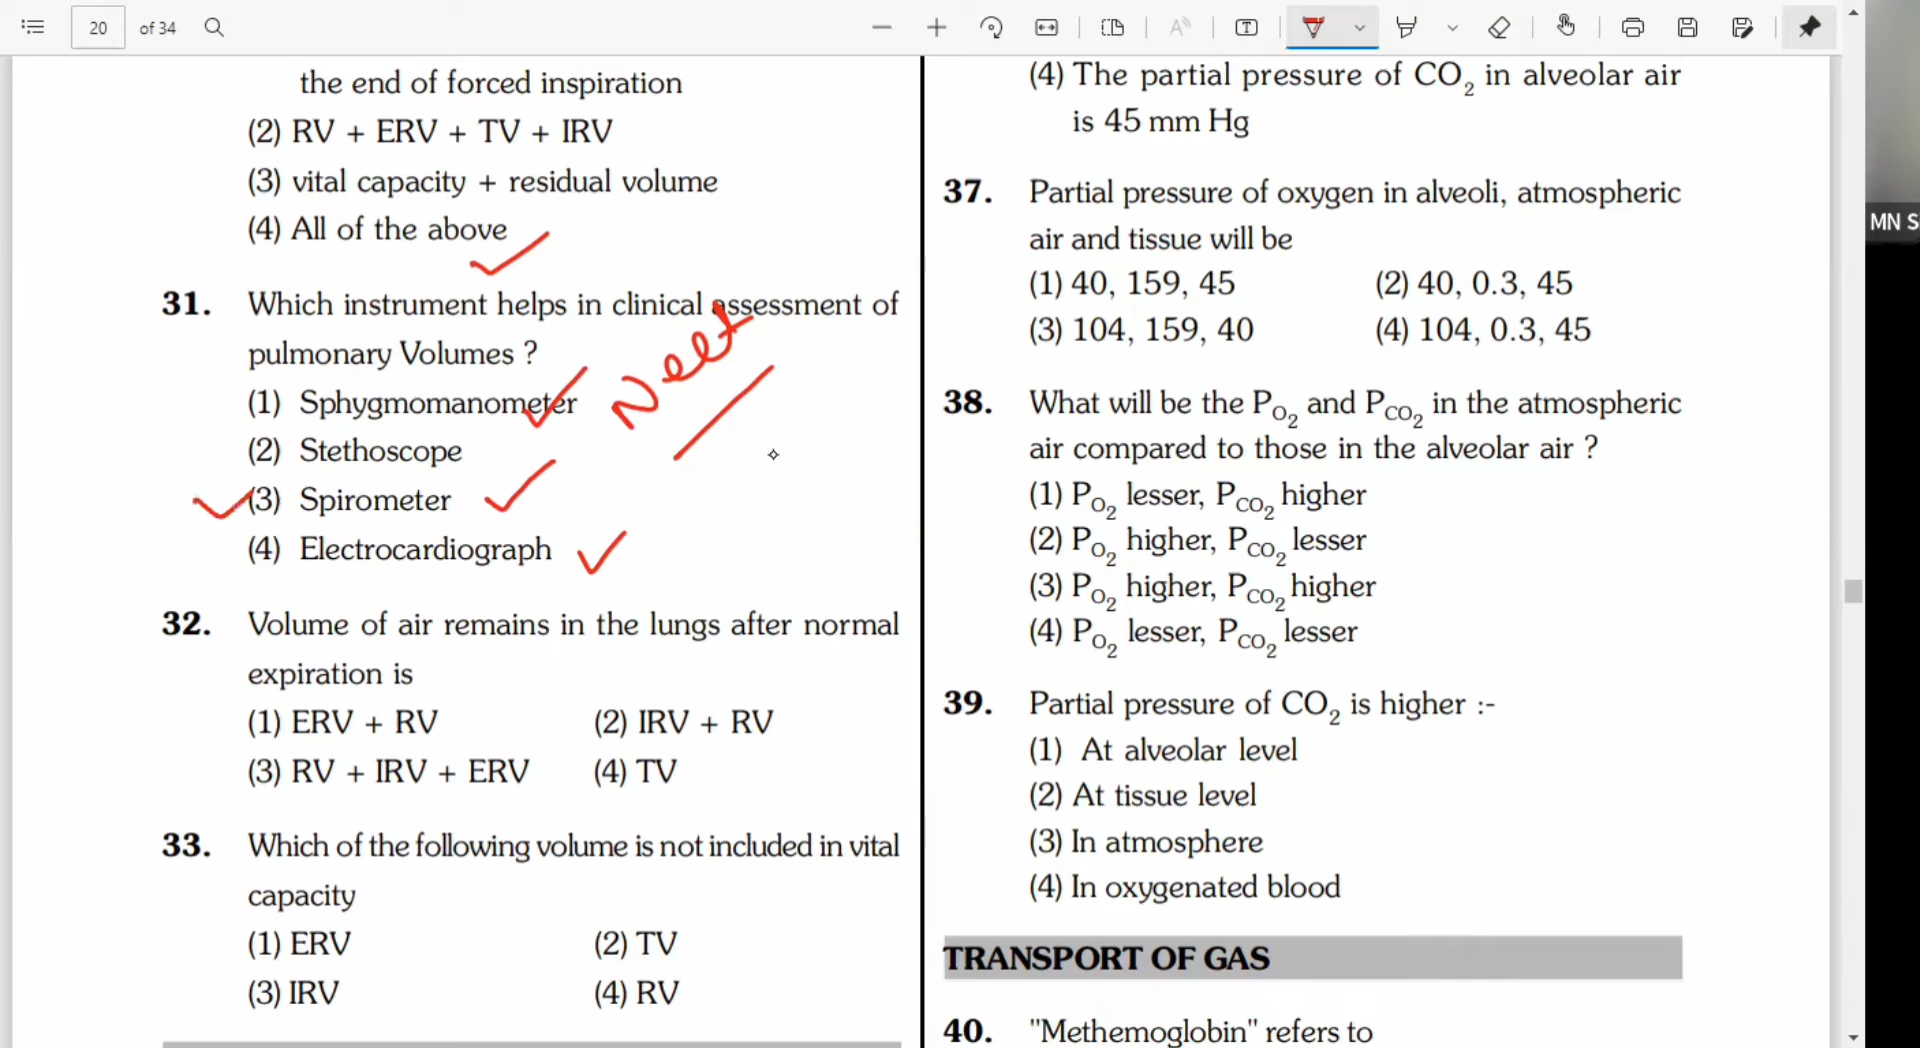 20 of 34
the end of forced inspiration
(2) RV + ERV + TV + IRV
(3) vital capacity + residual volume
(4) All of the above
31. Which instrument helps in clinical assessment of
pulmonary Volumes ?
Neet
(1) Sphygmomanometer
(2) Stethoscope
(3) Spirometer
(4) Electrocardiograph
32. Volume of air remains in the lungs after normal
expiration is
(1) ERV + RV (2) IRV + RV
(3) RV + IRV + ERV (4) TV
33. Which of the following volume is not included in vital
capacity
(1) ERV (2) TV
(3) IRV (4) RV
(4) The partial pressure of CO₂ in alveolar air
is 45 mm Hg
37. Partial pressure of oxygen in alveoli, atmospheric
air and tissue will be
(1) 40, 159, 45 (2) 40, 0.3, 45
(3) 104, 159, 40 (4) 104, 0.3, 45
38. What will be the PO₂ and PCO₂ in the atmospheric
air compared to those in the alveolar air ?
(1) PO₂ lesser, PCO₂ higher
(2) PO₂ higher, PCO₂ lesser
(3) PO₂ higher, PCO₂ higher
(4) PO₂ lesser, PCO₂ lesser
39. Partial pressure of CO₂ is higher :-
(1) At alveolar level
(2) At tissue level
(3) In atmosphere
(4) In oxygenated blood
TRANSPORT OF GAS
40. "Methemoglobin" refers to
MN S